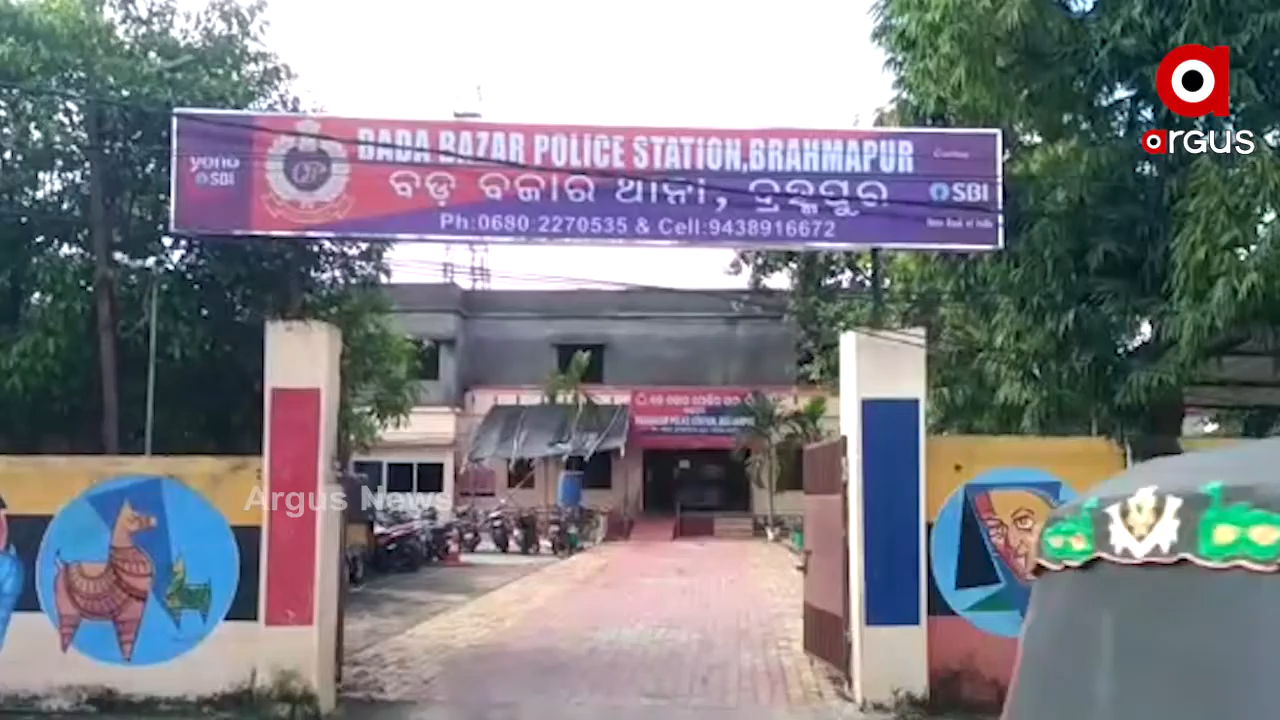 argus
BADA BAZAR POLICE STATION,BRAHMAPUR
ବଡ଼ ବଜାର ଥାନା, ବ୍ରହ୍ମପୁର
Ph:0680 2270535 & Cell:9438916672
yono
SBI
SBI
Argus News